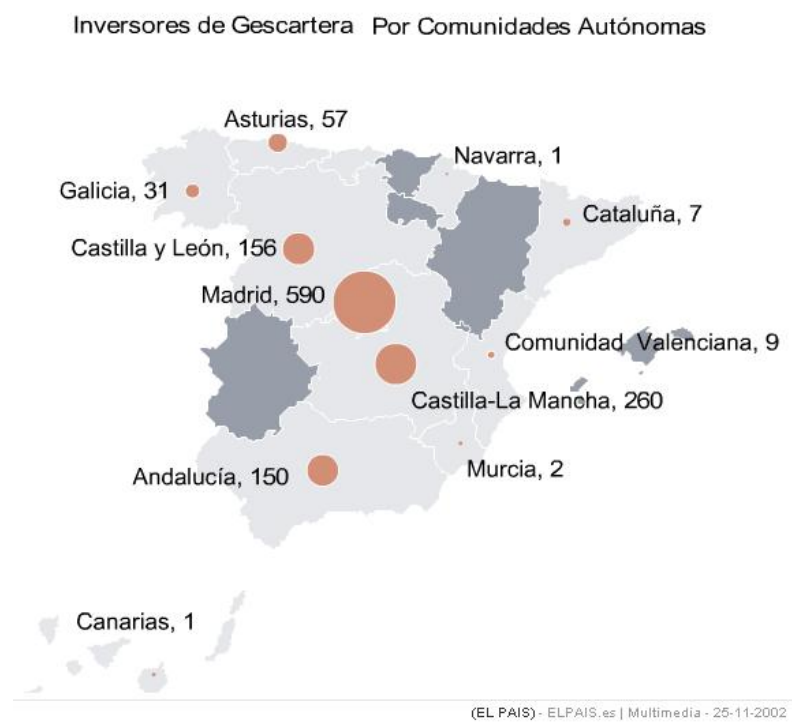 Inversores de Gescartera Por Comunidades Autónomas
Asturias, 57
Navarra, 1
Galicia, 31
Cataluña, 7
Castilla y León, 156
Madrid, 590
Comunidad Valenciana, 9
Castilla-La Mancha, 260
Andalucía, 150
Murcia, 2
Canarias, 1
(EL PAIS) - ELPAIS.es | Multimedia - 25-11-2002